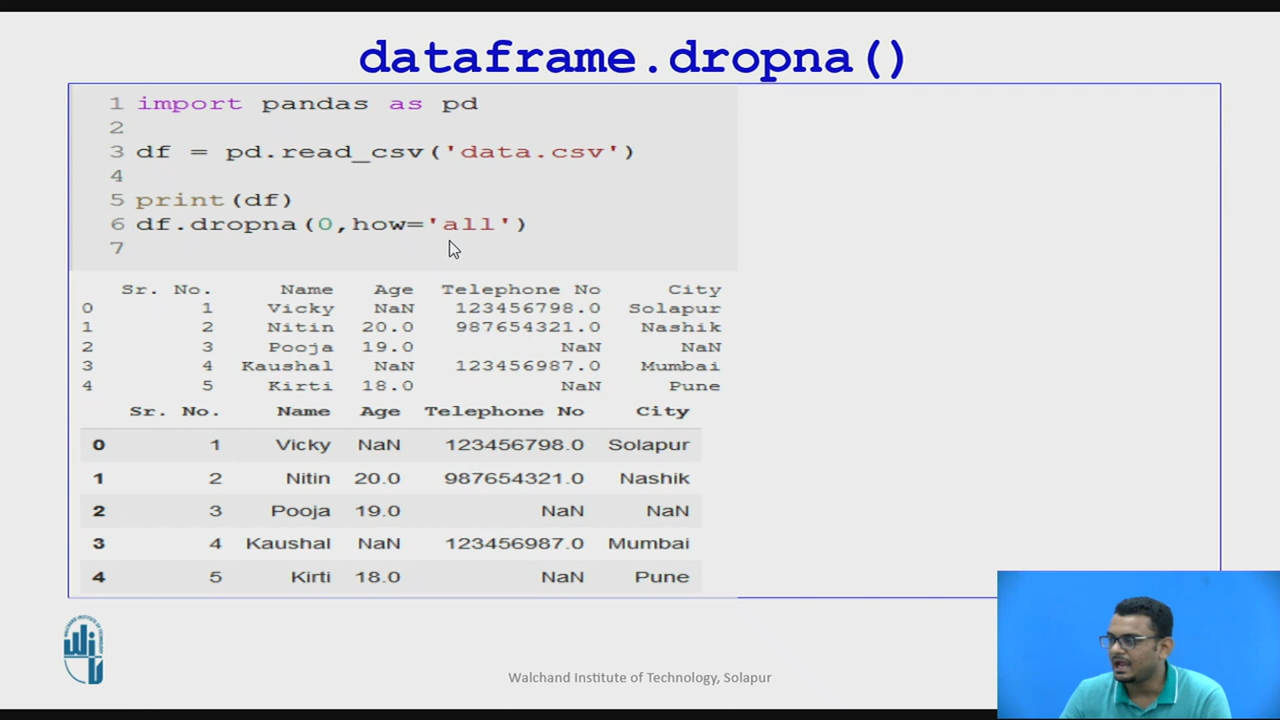 dataframe.dropna()
1 import pandas as pd
2
3 df = pd.read_csv('data.csv')
4
5 print(df)
6 df.dropna(0,how='all')
7
Sr. No. Name Age Telephone No City
0 1 Vicky NaN 123456798.0 Solapur
1 2 Nitin 20.0 987654321.0 Nashik
2 3 Pooja 19.0 NaN NaN
3 4 Kaushal NaN 123456987.0 Mumbai
4 5 Kirti 18.0 NaN Pune
Sr. No. Name Age Telephone No City
0 1 Vicky NaN 123456798.0 Solapur
1 2 Nitin 20.0 987654321.0 Nashik
2 3 Pooja 19.0 NaN NaN
3 4 Kaushal NaN 123456987.0 Mumbai
4 5 Kirti 18.0 NaN Pune
Walchand Institute of Technology, Solapur